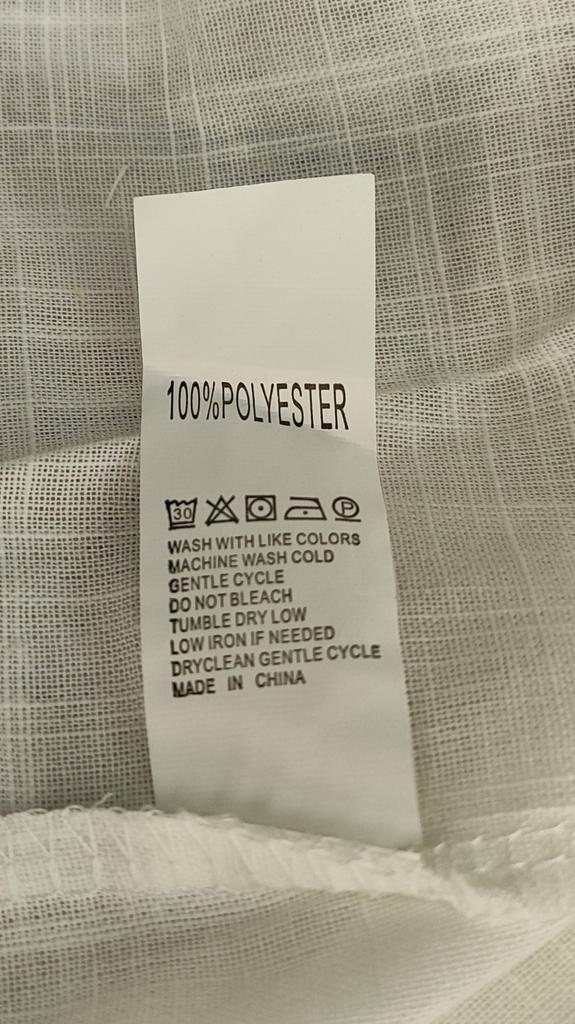 100%POLYESTER
30 P
WASH WITH LIKE COLORS
MACHINE WASH COLD
GENTLE CYCLE
DO NOT BLEACH
TUMBLE DRY LOW
LOW IRON IF NEEDED
DRYCLEAN GENTLE CYCLE
MADE IN CHINA